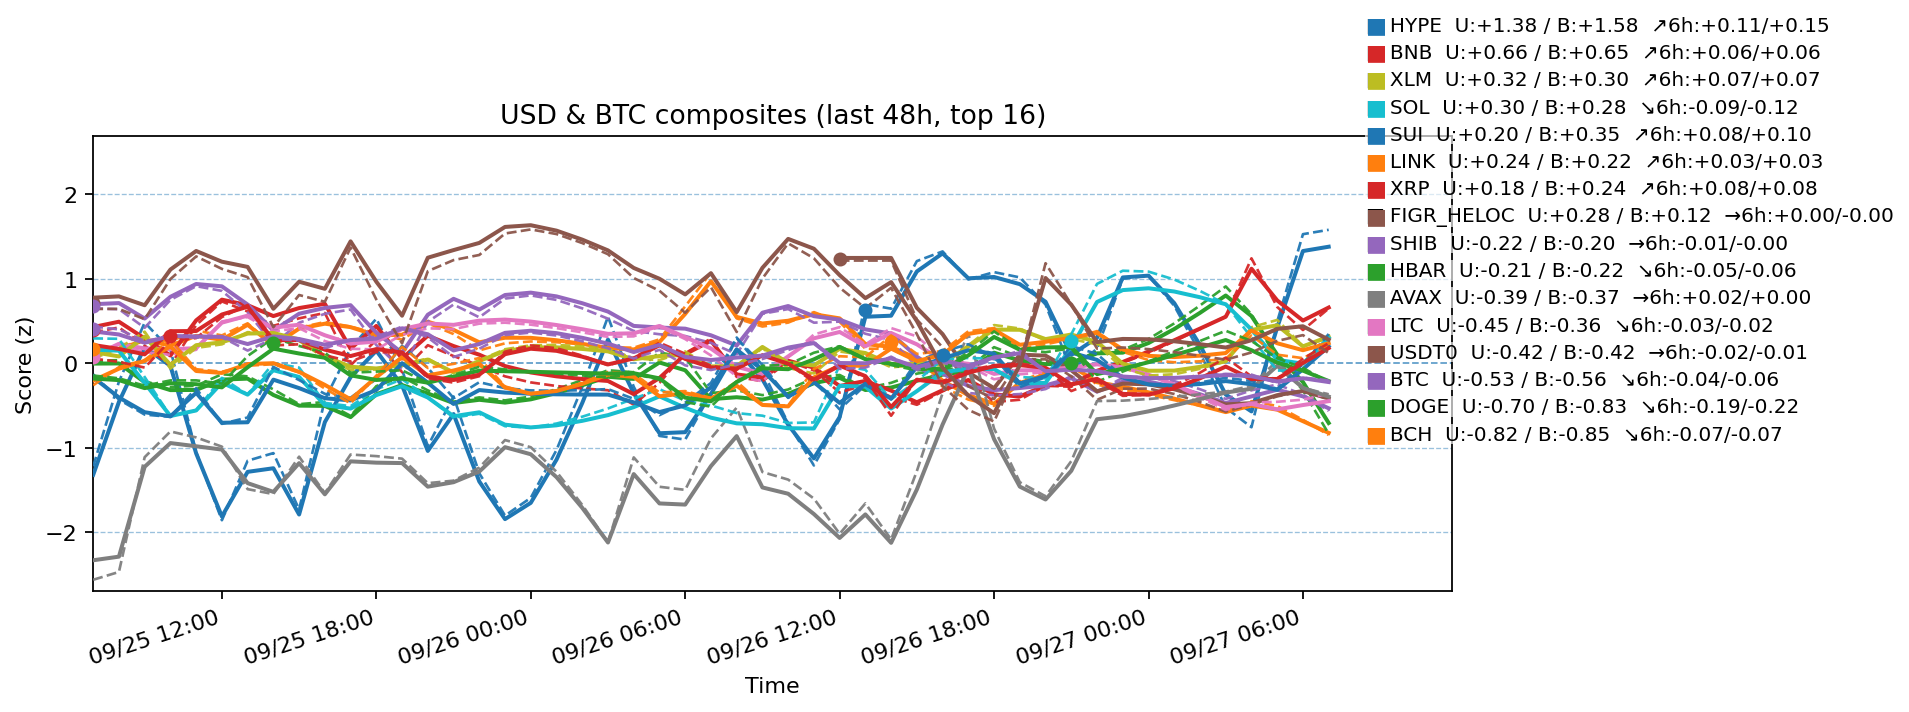 HYPE  U:+1.38 / B:+1.58  ↗6h:+0.11/+0.15
BNB  U:+0.66 / B:+0.65  ↗6h:+0.06/+0.06
XLM  U:+0.32 / B:+0.30  ↗6h:+0.07/+0.07
SOL  U:+0.30 / B:+0.28  ↘6h:-0.09/-0.12
SUI  U:+0.20 / B:+0.35  ↗6h:+0.08/+0.10
LINK  U:+0.24 / B:+0.22  ↗6h:+0.03/+0.03
XRP  U:+0.18 / B:+0.24  ↗6h:+0.08/+0.08
FIGR_HELOC  U:+0.28 / B:+0.12  →6h:+0.00/-0.00
SHIB  U:-0.22 / B:-0.20  →6h:-0.01/-0.00
HBAR  U:-0.21 / B:-0.22  ↘6h:-0.05/-0.06
AVAX  U:-0.39 / B:-0.37  →6h:+0.02/+0.00
LTC  U:-0.45 / B:-0.36  ↘6h:-0.03/-0.02
USDT0  U:-0.42 / B:-0.42  →6h:-0.02/-0.01
BTC  U:-0.53 / B:-0.56  ↘6h:-0.04/-0.06
DOGE  U:-0.70 / B:-0.83  ↘6h:-0.19/-0.22
BCH  U:-0.82 / B:-0.85  ↘6h:-0.07/-0.07
USD & BTC composites (last 48h, top 16)
Score (z)
2
1
0
−1
−2
09/25 12:00
09/25 18:00
09/26 00:00
09/26 06:00
09/26 12:00
09/26 18:00
09/27 00:00
09/27 06:00
Time